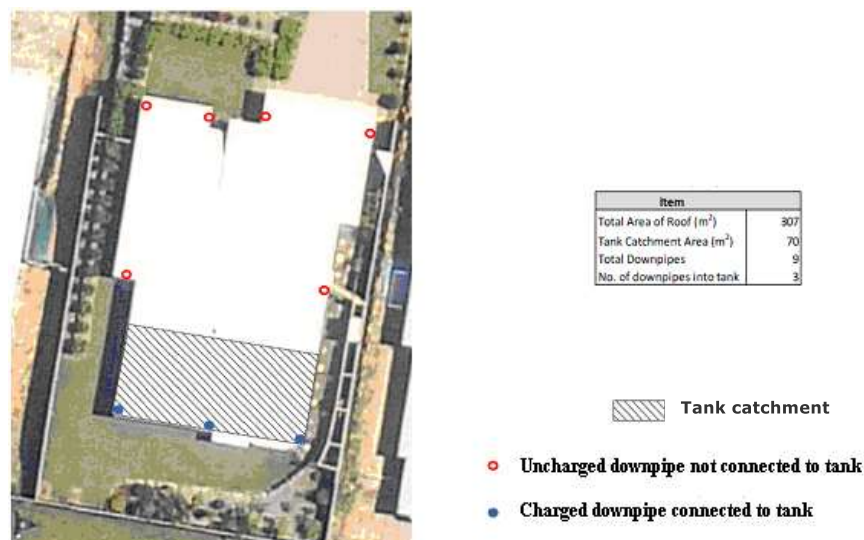 Item
Total Area of Roof (m²) 307
Tank Catchment Area (m²) 70
Total Downpipes 9
No. of downpipes into tank 3
Tank catchment
Uncharged downpipe not connected to tank
Charged downpipe connected to tank